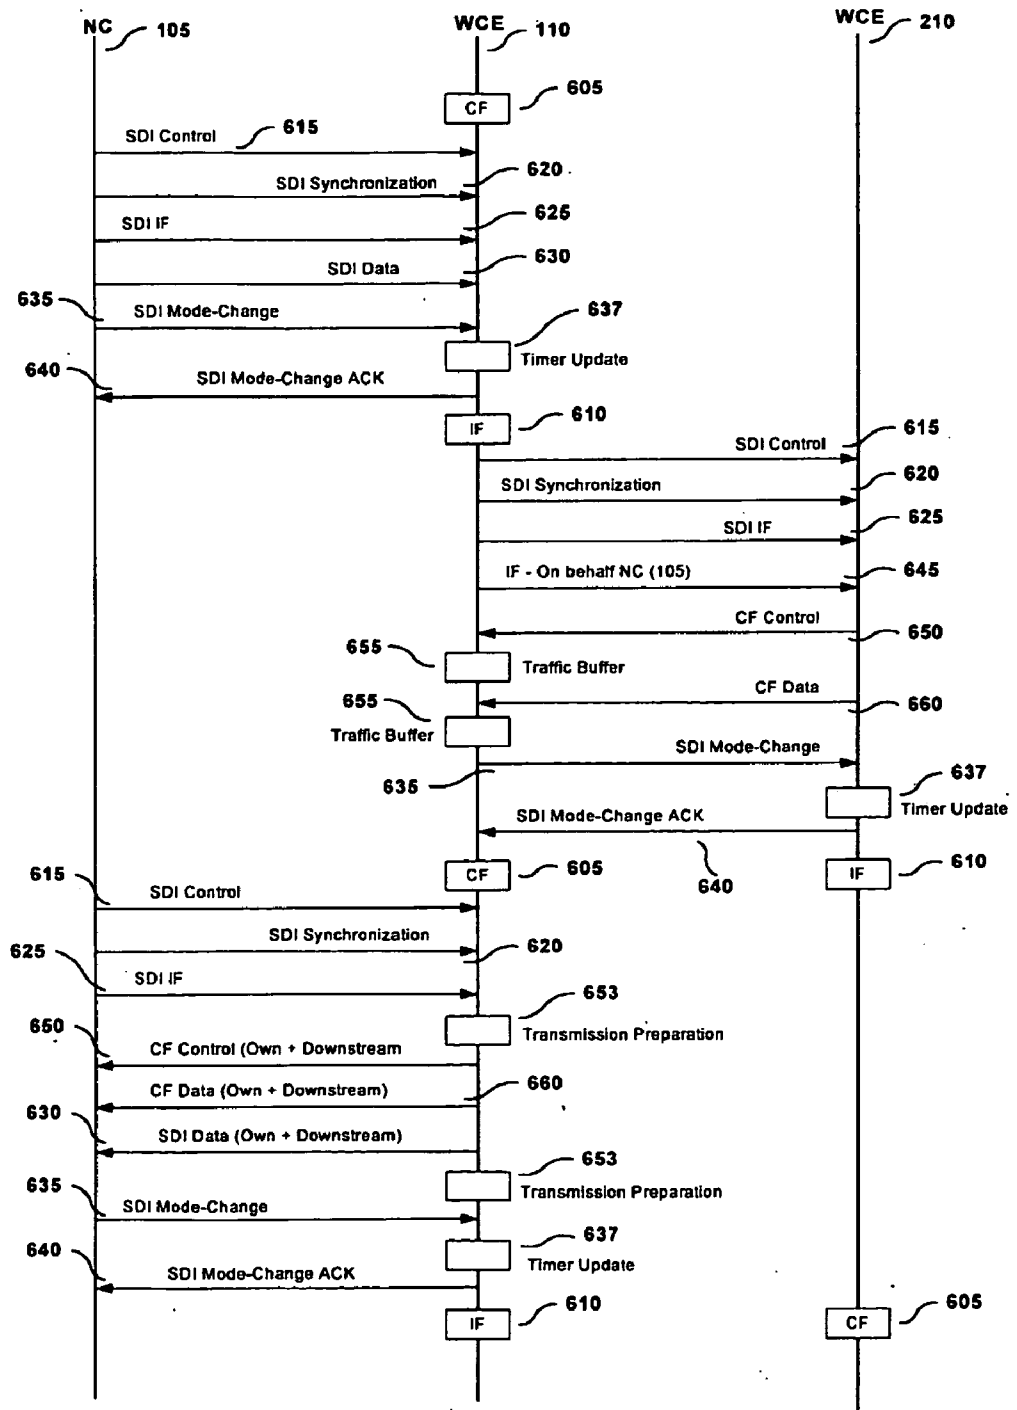 NC 105
WCE 110
WCE 210
CF 605
SDI Control 615
SDI Synchronization 620
SDI IF 625
SDI Data 630
635 SDI Mode-Change
637
Timer Update
640 SDI Mode-Change ACK
IF 610
SDI Control 615
SDI Synchronization 620
SDI IF 625
IF - On behalf NC (105) 645
CF Control 650
655 Traffic Buffer
CF Data 660
655
Traffic Buffer
SDI Mode-Change
635
637
Timer Update
SDI Mode-Change ACK
640
CF 605
IF 610
615 SDI Control
SDI Synchronization 620
625 SDI IF
653
Transmission Preparation
650 CF Control (Own + Downstream
CF Data (Own + Downstream) 660
630 SDI Data (Own + Downstream)
653
Transmission Preparation
635 SDI Mode-Change
637
Timer Update
640 SDI Mode-Change ACK
IF 610
CF 605